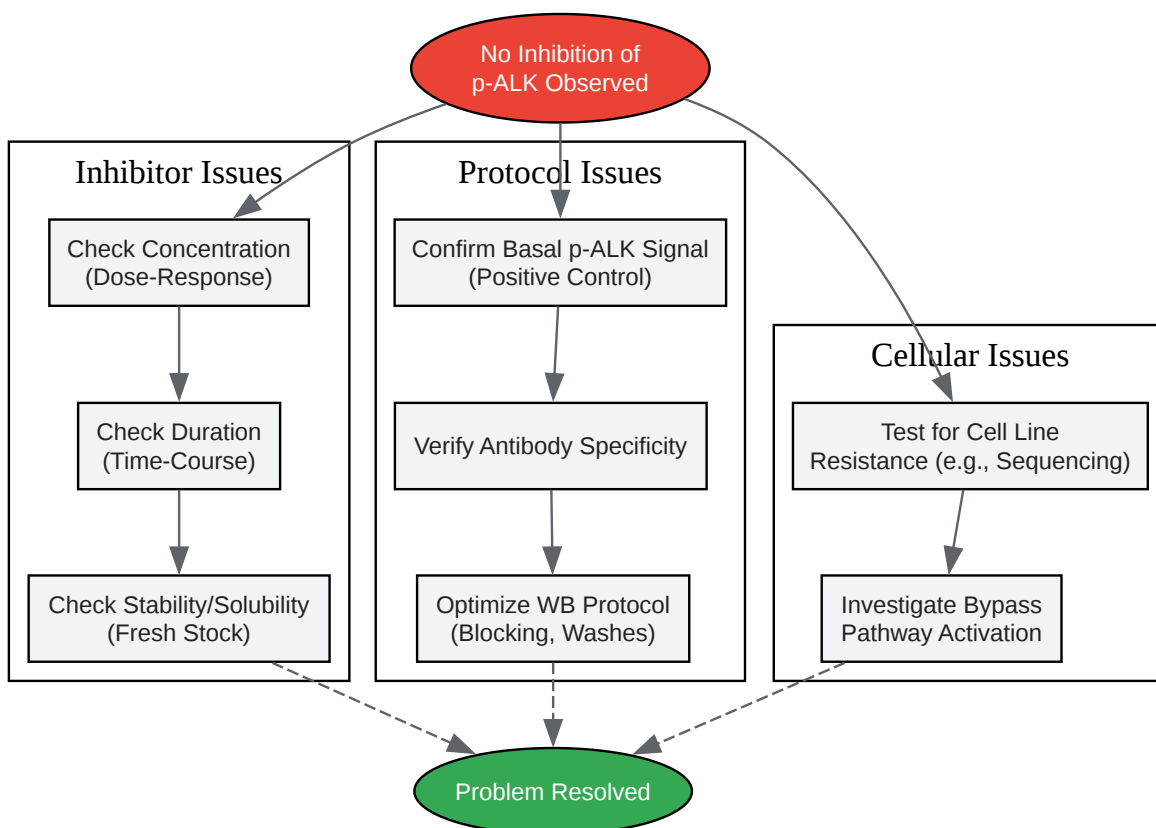 No Inhibition of
p-ALK Observed
Inhibitor Issues
Check Concentration
(Dose-Response)
Check Duration
(Time-Course)
Check Stability/Solubility
(Fresh Stock)
Protocol Issues
Confirm Basal p-ALK Signal
(Positive Control)
Verify Antibody Specificity
Optimize WB Protocol
(Blocking, Washes)
Cellular Issues
Test for Cell Line
Resistance (e.g., Sequencing)
Investigate Bypass
Pathway Activation
Problem Resolved